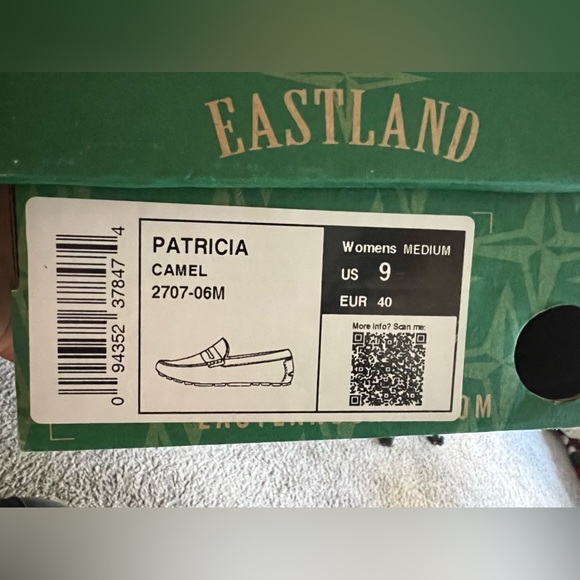 EASTLAND
PATRICIA
CAMEL
2707-06M
Womens MEDIUM
US 9
EUR 40
More info? Scan me:
0 94352 37847 4